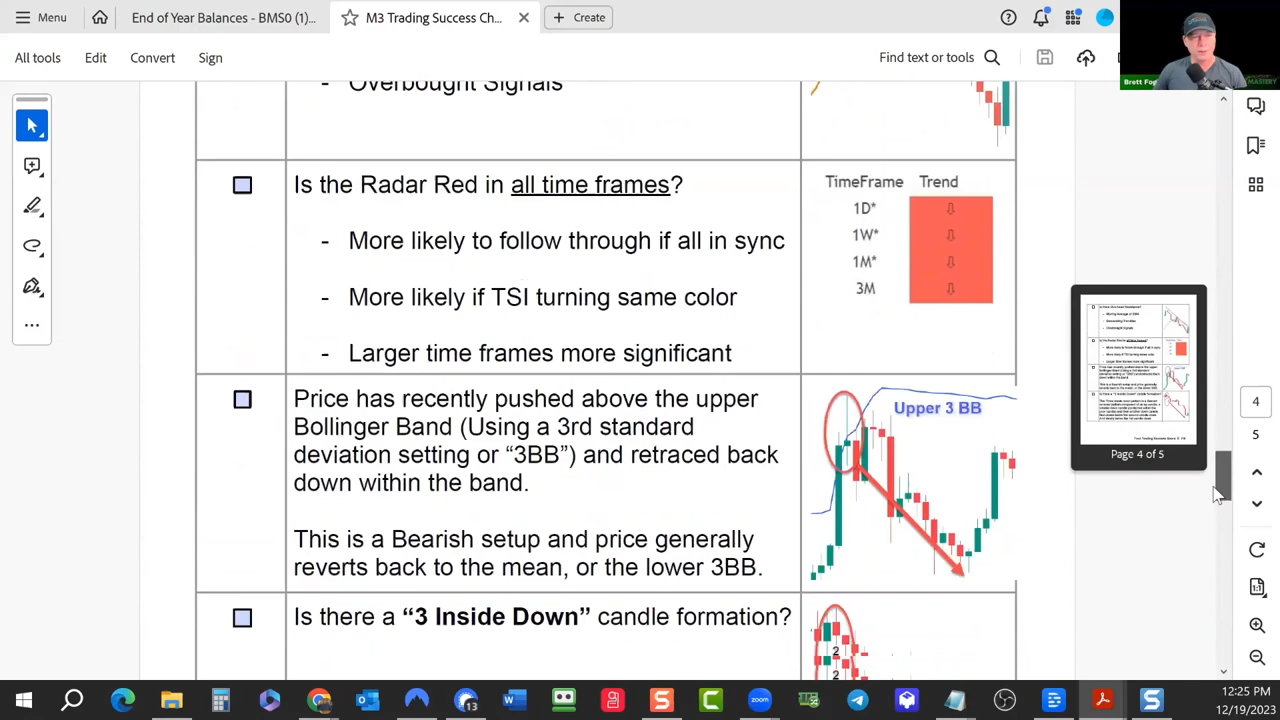 Menu
End of Year Balances - BMS0 (1)...
M3 Trading Success Ch...
Create
All tools
Edit
Convert
Sign
Find text or tools
MASTERY
- Overbought Signals
Is the Radar Red in all time frames?
- More likely to follow through if all in sync
- More likely if TSI turning same color
- Larger time frames more significant
TimeFrame Trend
1D*
1W*
1M*
3M
Price has recently pushed above the upper
Bollinger Band (Using a 3rd standard
deviation setting or “3BB”) and retraced back
down within the band.
This is a Bearish setup and price generally
reverts back to the mean, or the lower 3BB.
Upper 3 BB
Is there a “3 Inside Down” candle formation?
2
2
Page 4 of 5
4
5
1:1
13
12:25 PM
12/19/2023